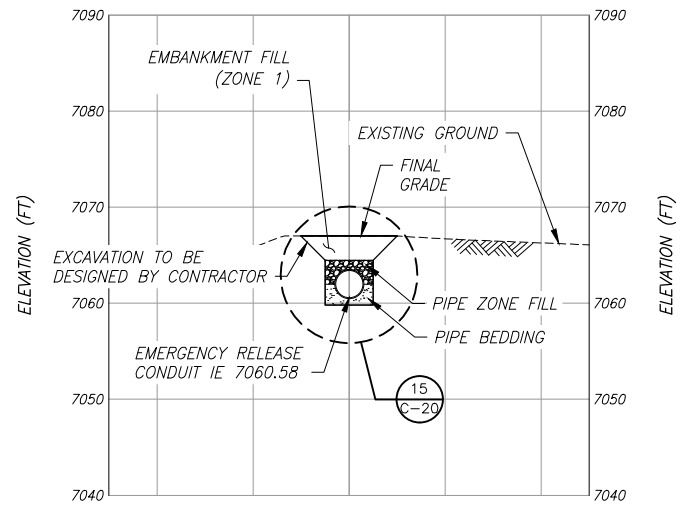 7090
7090
EMBANKMENT FILL
(ZONE 1)
7080
7080
EXISTING GROUND
FINAL
GRADE
7070
7070
ELEVATION (FT)
ELEVATION (FT)
EXCAVATION TO BE
DESIGNED BY CONTRACTOR
7060
7060
PIPE ZONE FILL
PIPE BEDDING
EMERGENCY RELEASE
CONDUIT IE 7060.58
15
C-20
7050
7050
7040
7040